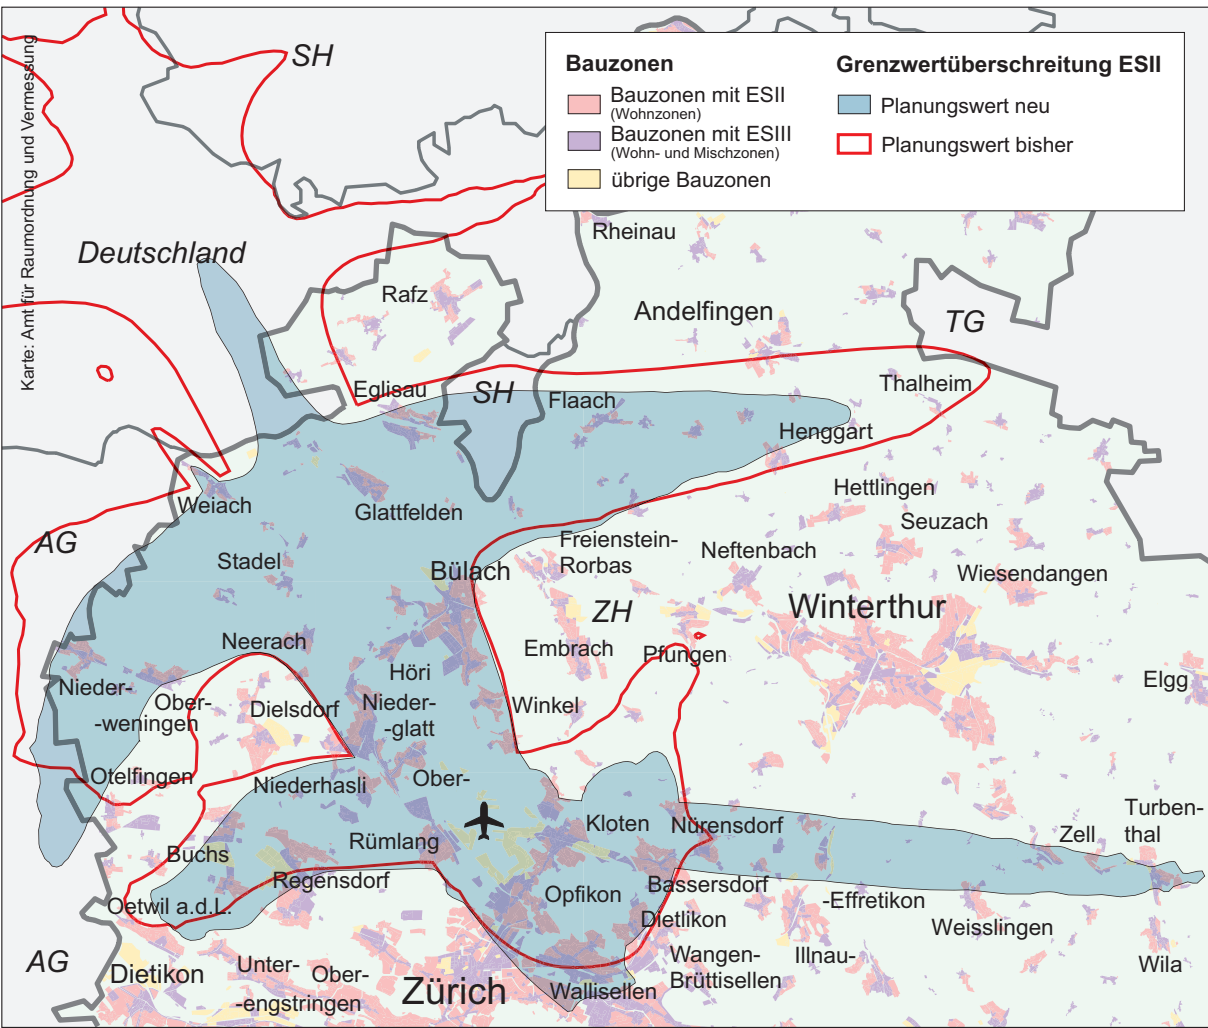 Karte: Amt für Raumordnung und Vermessung
Bauzonen
Bauzonen mit ESII
(Wohnzonen)
Bauzonen mit ESIII
(Wohn- und Mischzonen)
übrige Bauzonen
Grenzwertüberschreitung ESII
Planungswert neu
Planungswert bisher
SH
Rheinau
Deutschland
Rafz
Andelfingen
TG
Eglisau
SH
Flaach
Thalheim
Henggart
Weiach
Glattfelden
Hettlingen
Seuzach
AG
Stadel
Bülach
Freienstein-
Rorbas
Neftenbach
Wiesendangen
ZH
Winterthur
Neerach
Embrach
Pfungen
Höri
Elgg
Nieder-
Ober-
-weningen
Dielsdorf
Nieder-
-glatt
Winkel
Otelfingen
Niederhasli
Ober-
Kloten
Nürensdorf
Turben-
thal
Zell
Rümlang
Buchs
Regensdorf
Opfikon
Bassersdorf
-Effretikon
Oetwil a.d.L.
Dietlikon
Weisslingen
AG
Dietikon
Unter-
Ober-
-engstringen
Zürich
Wallisellen
Wangen-
Brüttisellen
Illnau-
Wila